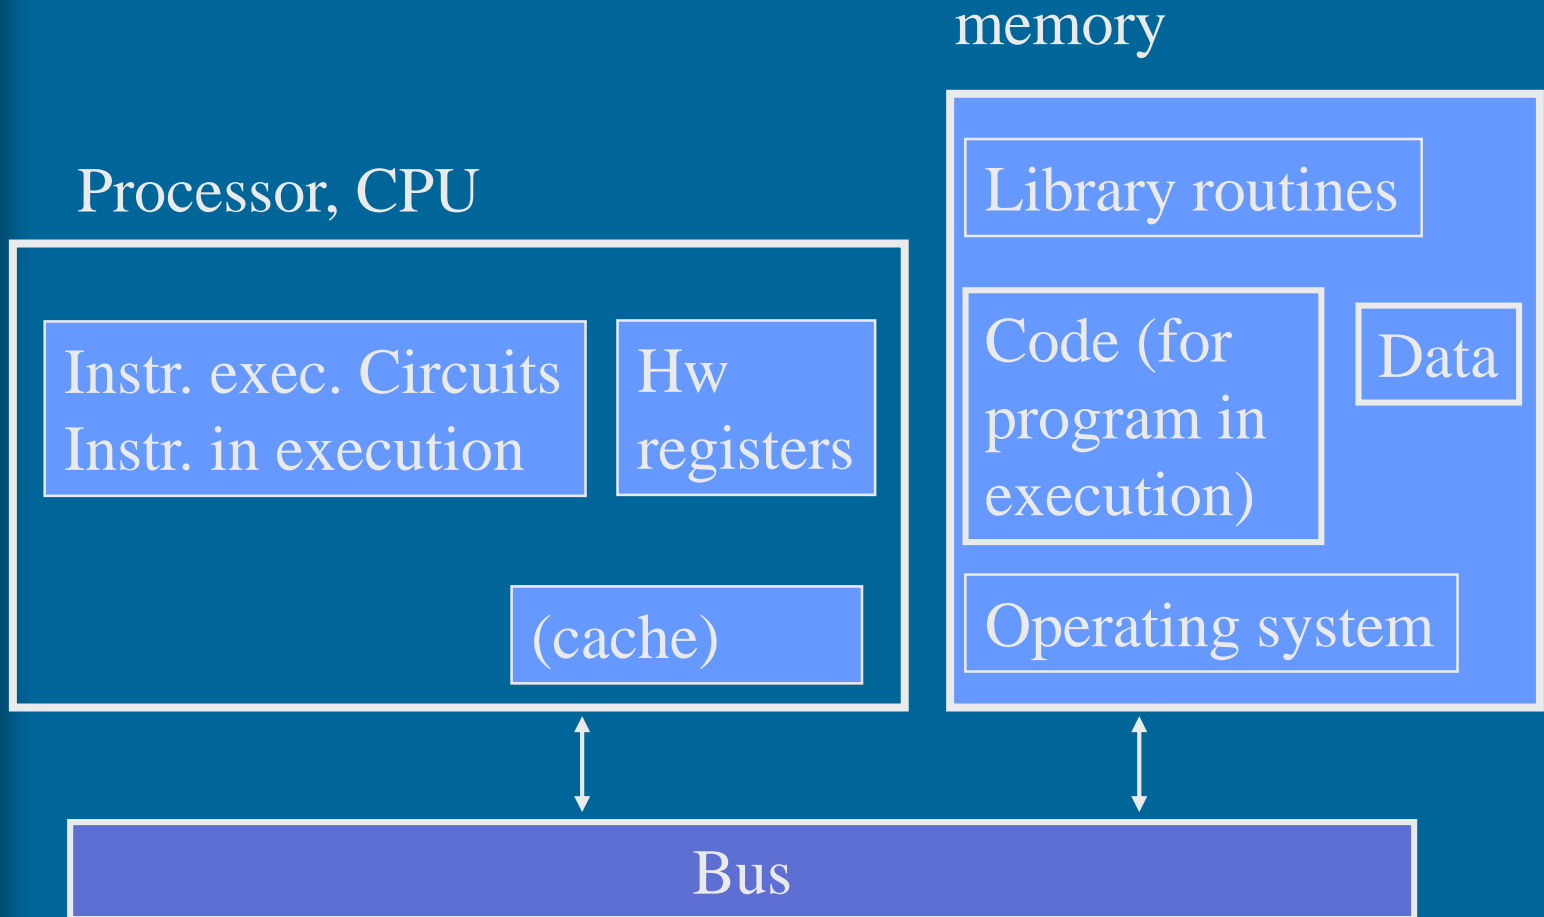 memory
Processor, CPU
Library routines
Instr. exec. Circuits
Instr. in execution
Hw
registers
Code (for
program in
execution)
Data
(cache)
Operating system
Bus